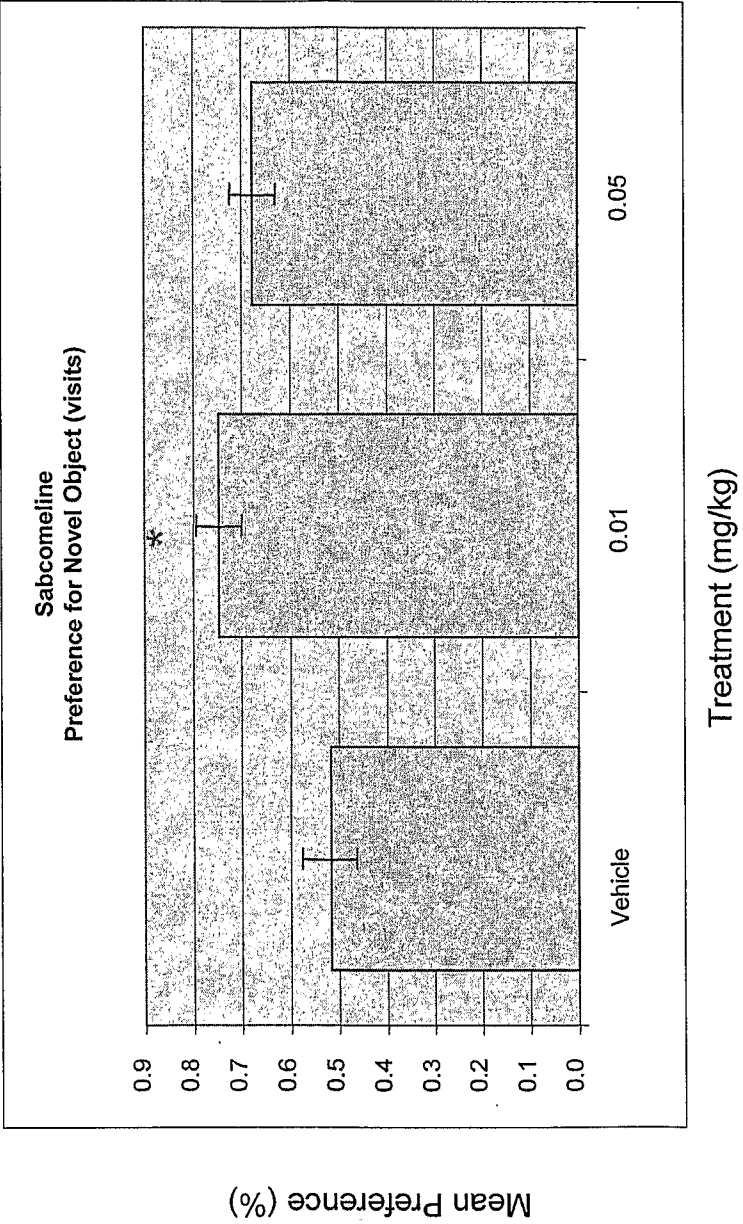 Sabcomeline
Preference for Novel Object (visits)
Mean Preference (%)
0.9
0.8
0.7
0.6
0.5
0.4
0.3
0.2
0.1
0.0
*
Vehicle
0.01
0.05
Treatment (mg/kg)